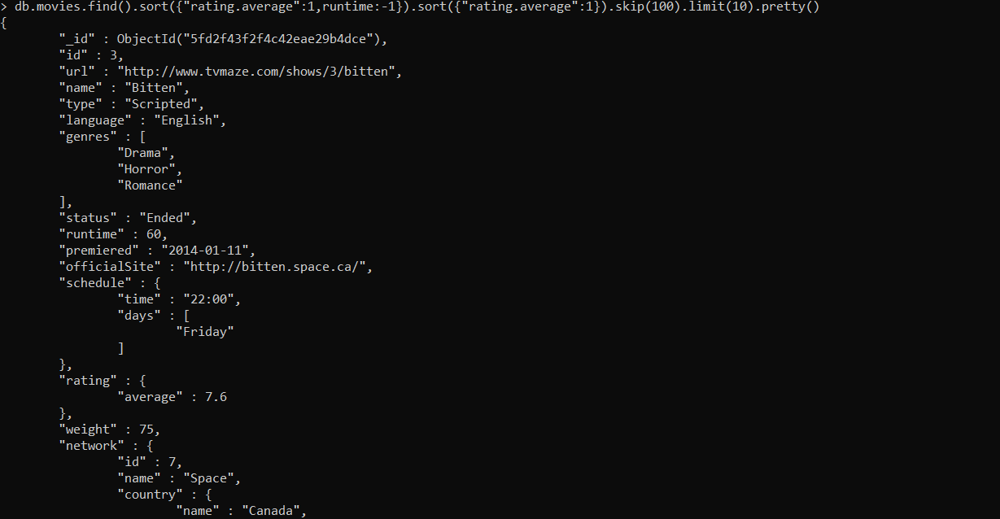 > db.movies.find().sort({"rating.average":1,runtime:-1}).sort({"rating.average":1}).skip(100).limit(10).pretty()
{
        "_id" : ObjectId("5fd2f43f2f4c42eae29b4dce"),
        "id" : 3,
        "url" : "http://www.tvmaze.com/shows/3/bitten",
        "name" : "Bitten",
        "type" : "Scripted",
        "language" : "English",
        "genres" : [
                "Drama",
                "Horror",
                "Romance"
        ],
        "status" : "Ended",
        "runtime" : 60,
        "premiered" : "2014-01-11",
        "officialSite" : "http://bitten.space.ca/",
        "schedule" : {
                "time" : "22:00",
                "days" : [
                        "Friday"
                ]
        },
        "rating" : {
                "average" : 7.6
        },
        "weight" : 75,
        "network" : {
                "id" : 7,
                "name" : "Space",
                "country" : {
                        "name" : "Canada",